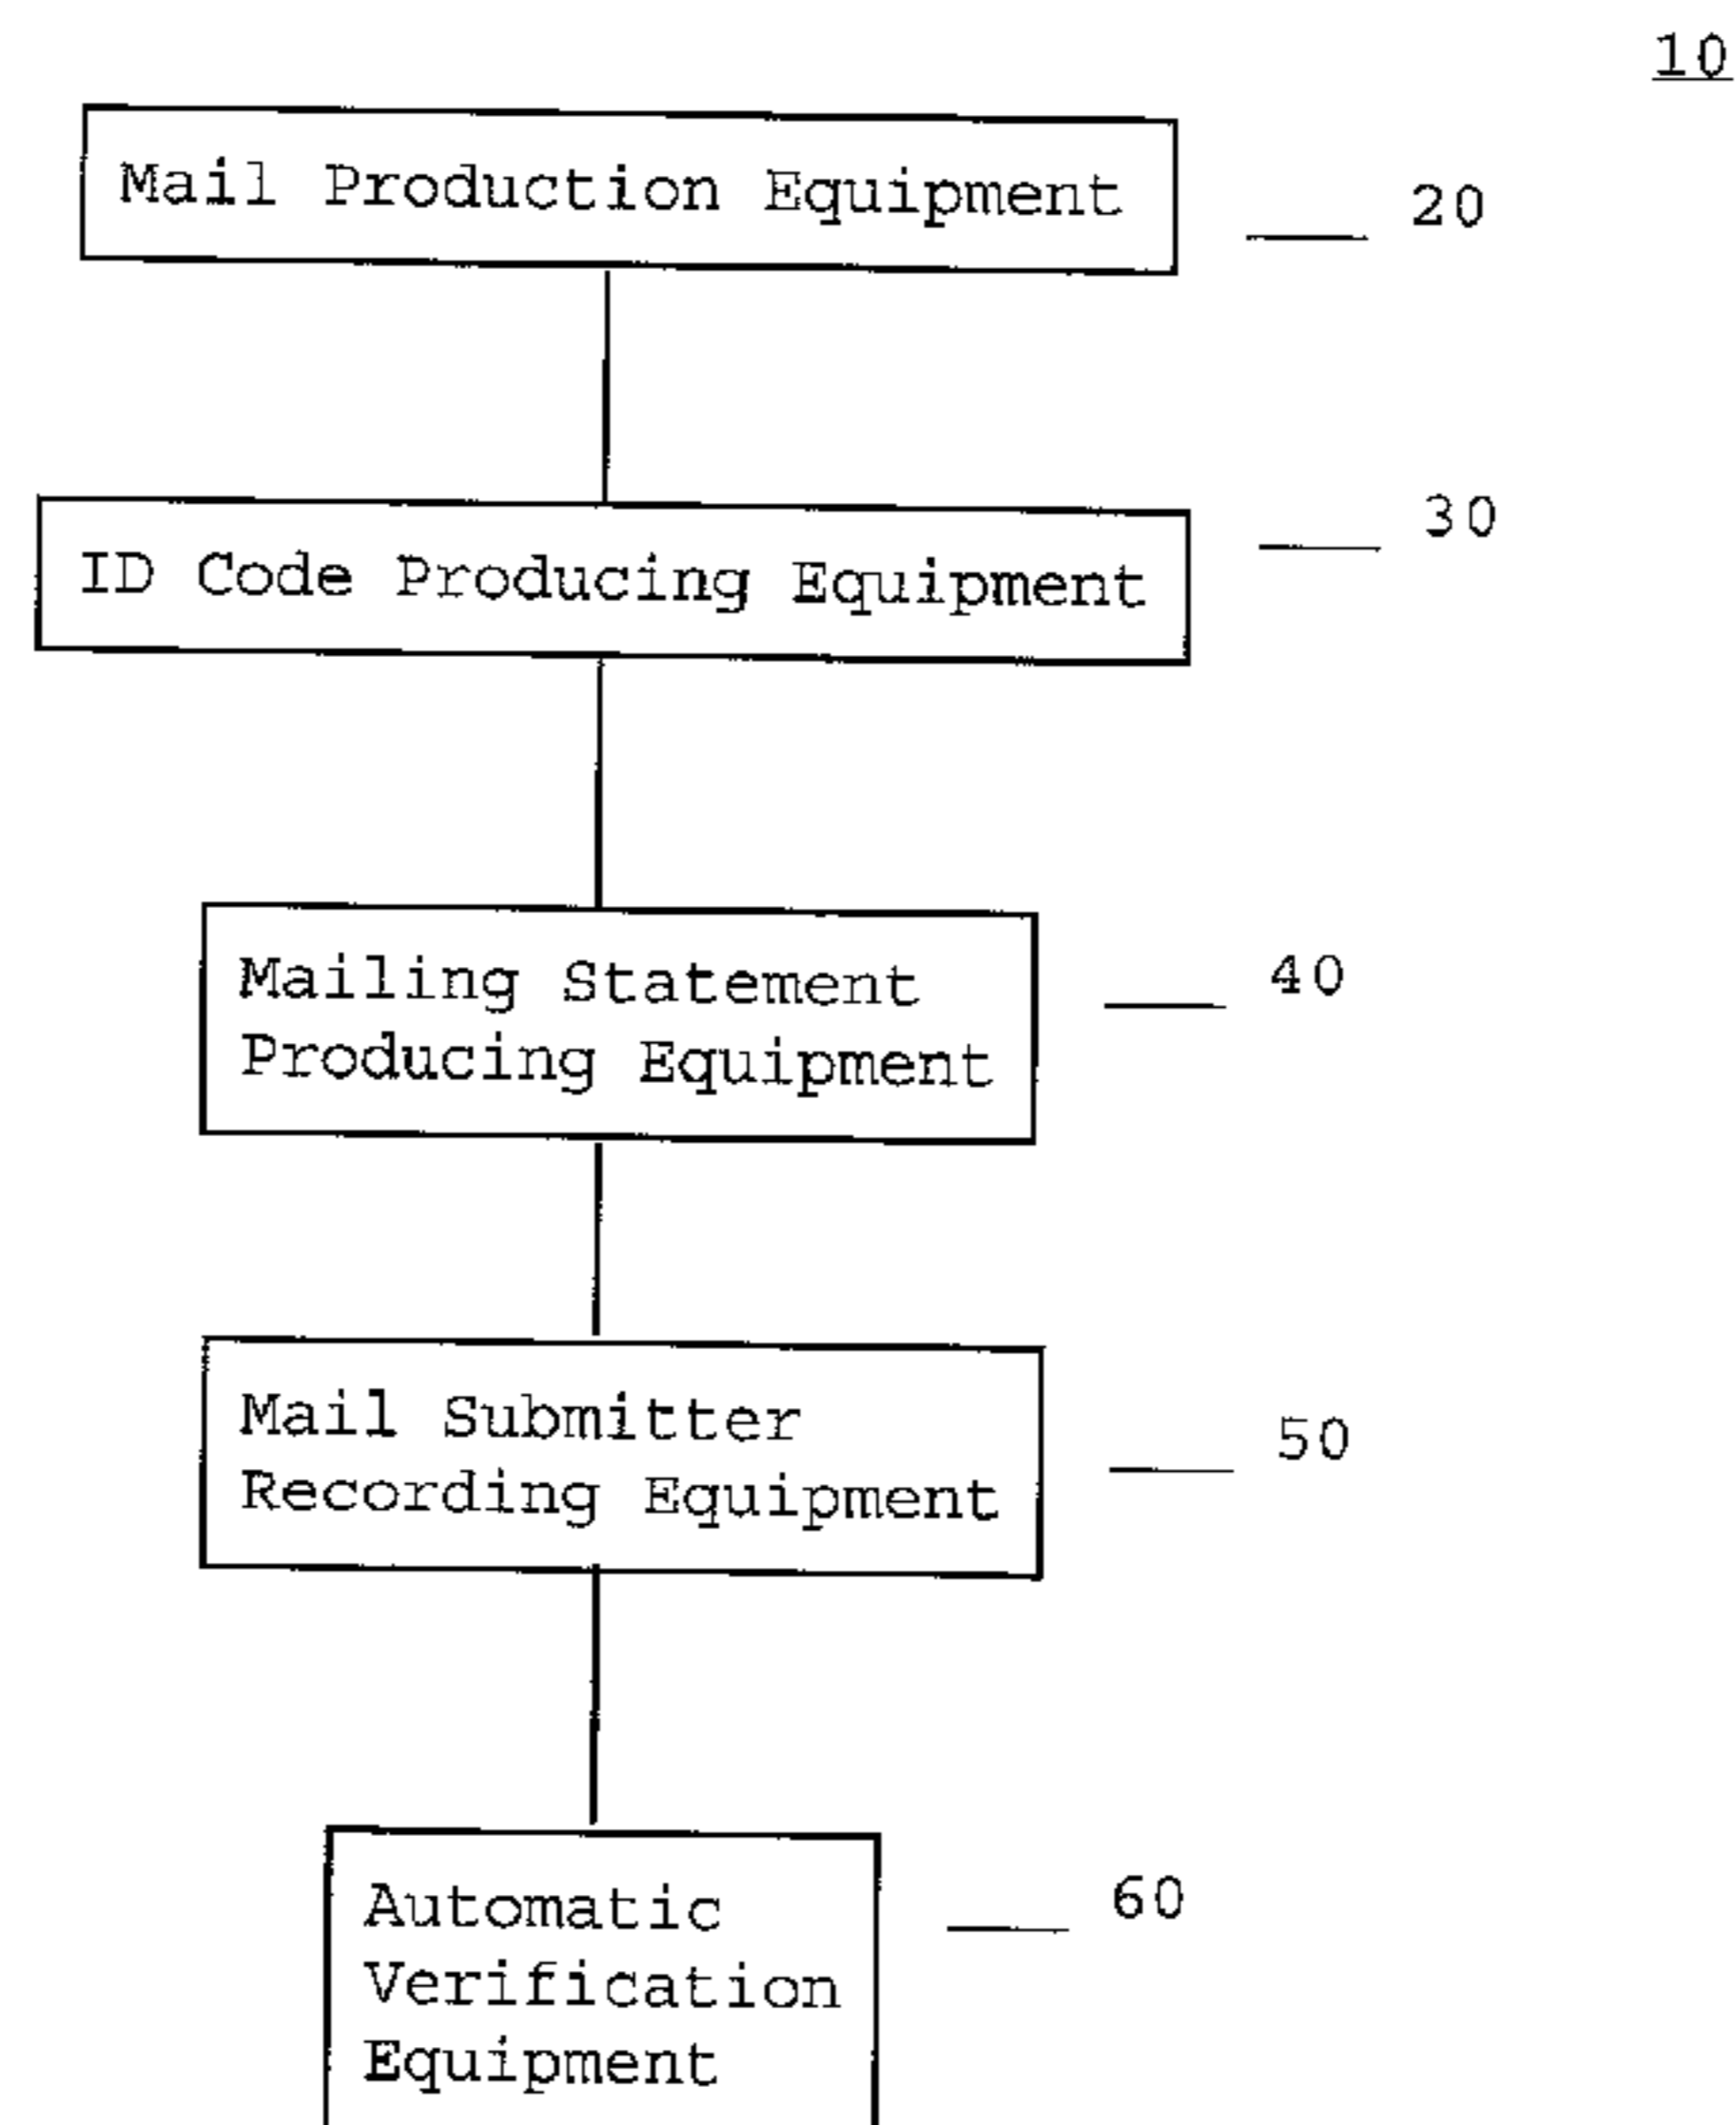 10
Mail Production Equipment
20
ID Code Producing Equipment
30
Mailing Statement
Producing Equipment
40
Mail Submitter
Recording Equipment
50
Automatic
Verification
Equipment
60